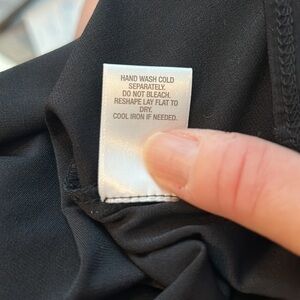 HAND WASH COLD
SEPARATELY.
DO NOT BLEACH.
RESHAPE LAY FLAT TO
DRY.
COOL IRON IF NEEDED.